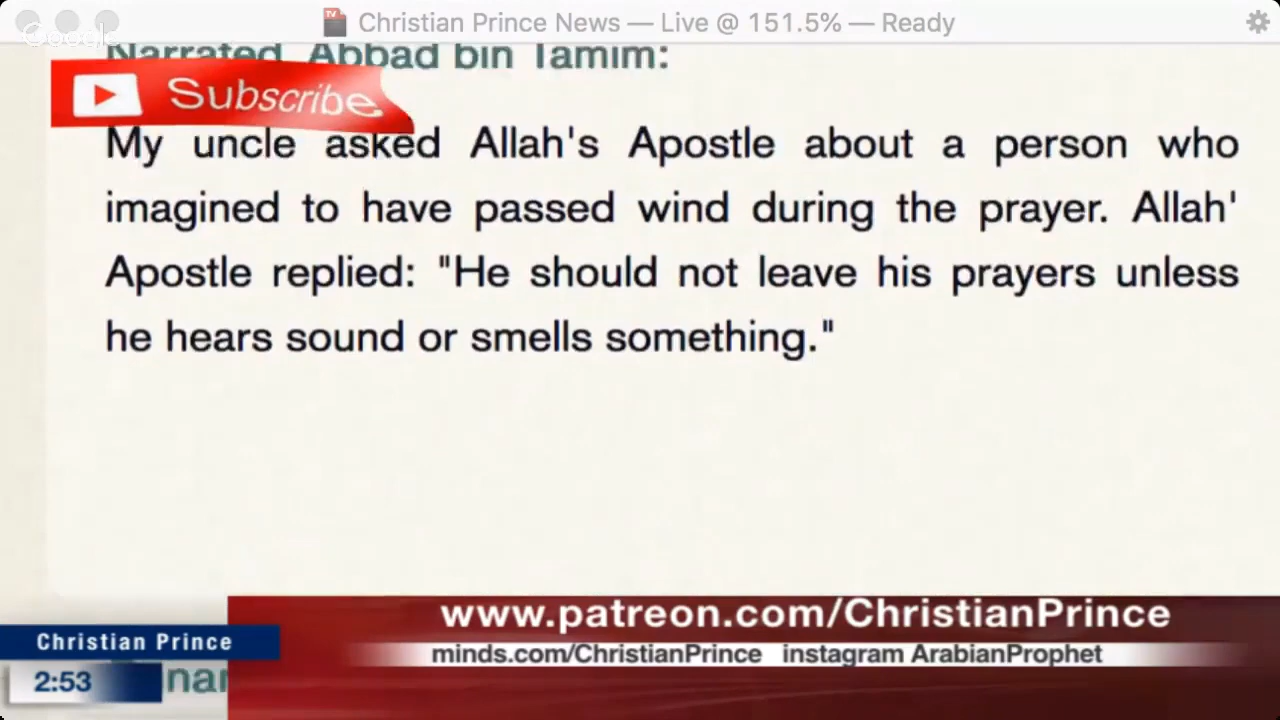 Christian Prince News — Live @ 151.5% — Ready
Google
Narrated Abbad bin Tamim:
Subscribe
My uncle asked Allah's Apostle about a person who
imagined to have passed wind during the prayer. Allah'
Apostle replied: "He should not leave his prayers unless
he hears sound or smells something."
www.patreon.com/ChristianPrince
Christian Prince
minds.com/ChristianPrince instagram ArabianProphet
2:53